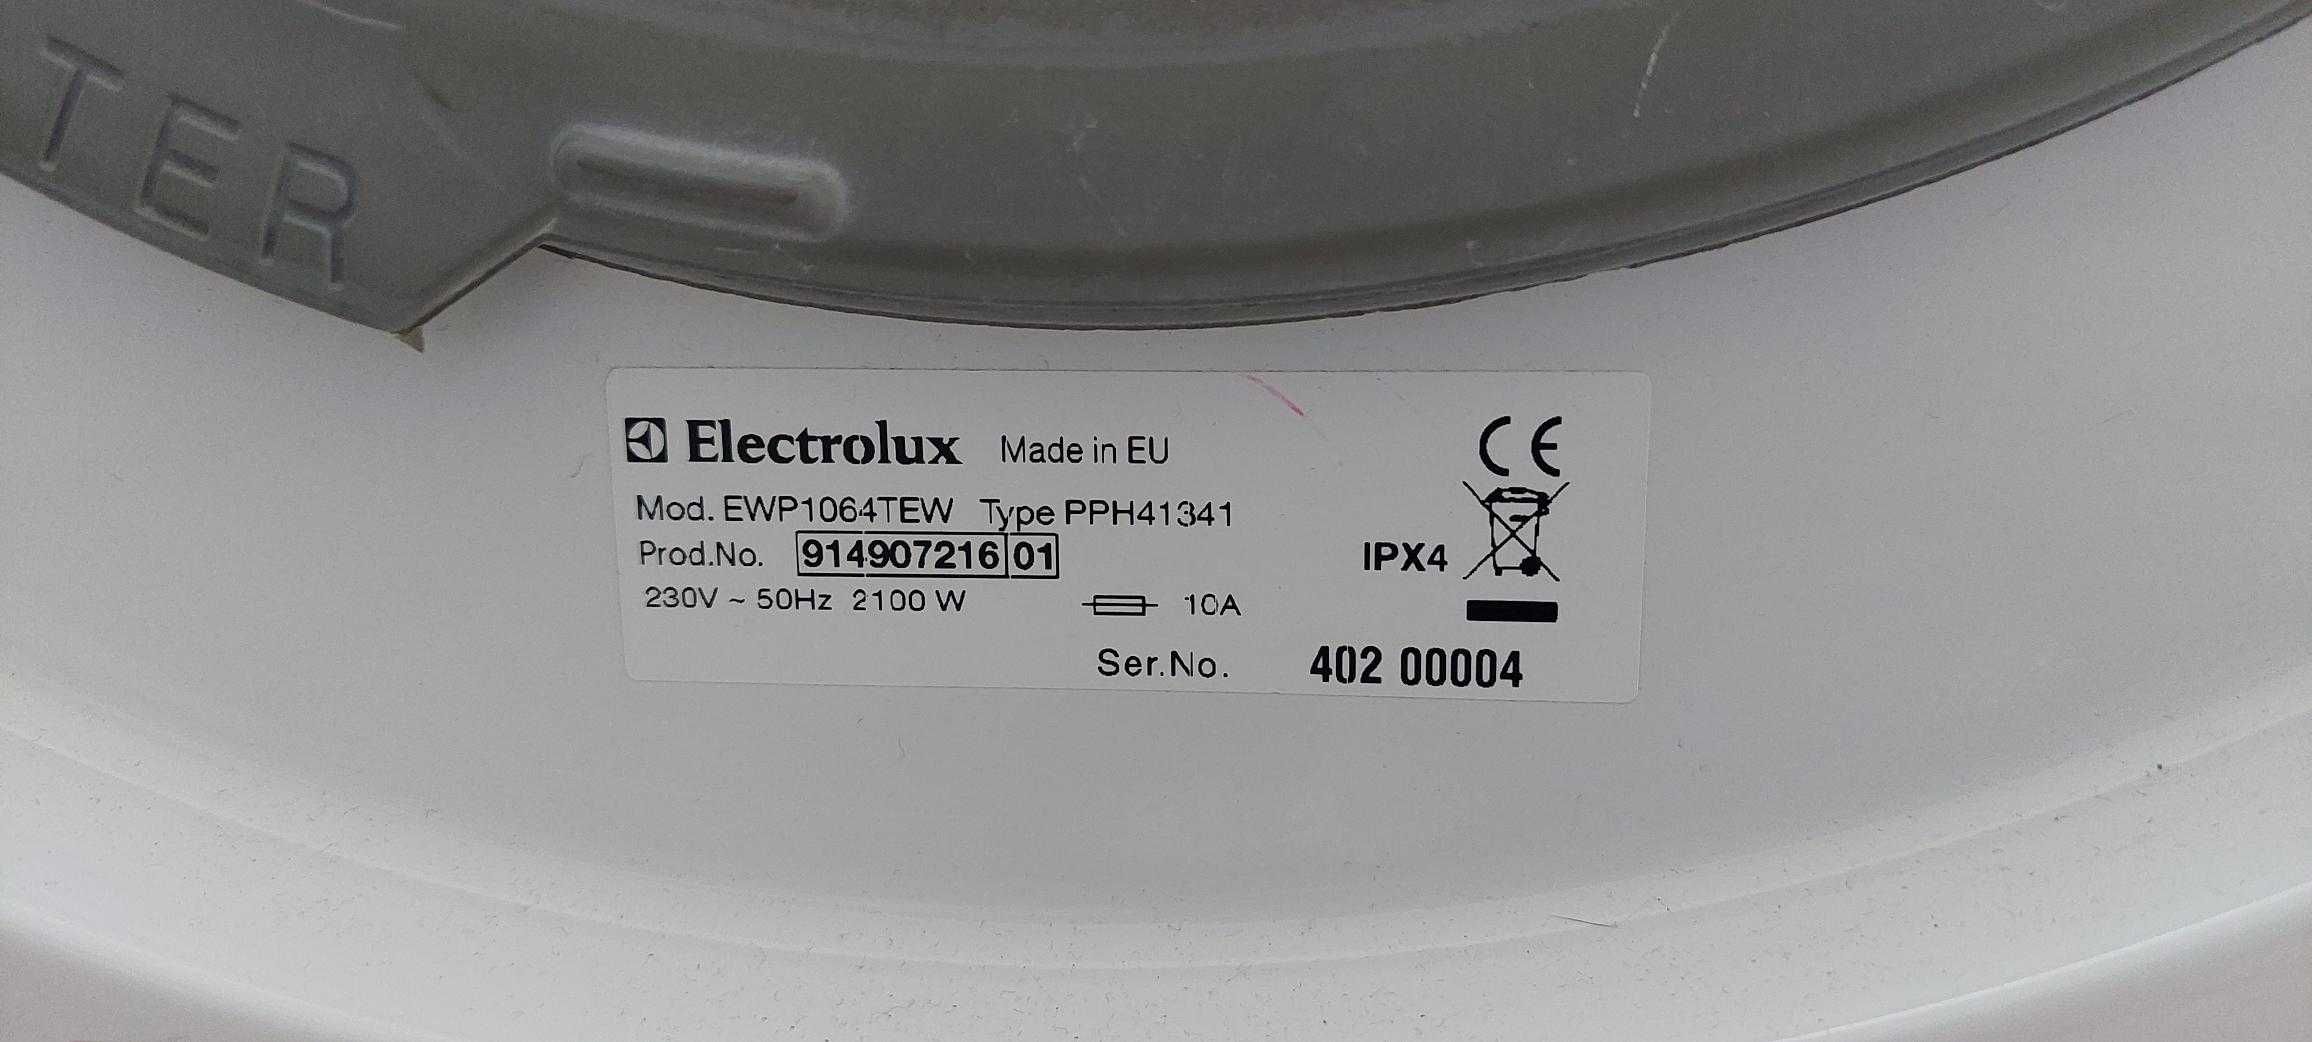 TER
Electrolux Made in EU
CE
Mod. EWP1064TEW Type PPH41341
Prod.No. 914907216 01
IPX4
230V ~ 50Hz 2100 W 10A
Ser.No. 402 00004